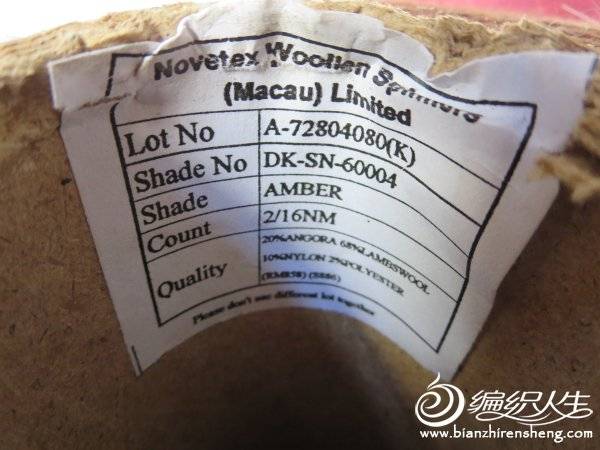 Novetex Woollen Spinners
(Macau) Limited
Lot No A-72804080(K)
Shade No DK-SN-60004
Shade AMBER
Count 2/16NM
Quality 20%ANGORA 68%LAMBSWOOL
10%NYLON 2%POLYESTER
(8886)
Please don't use different lot together
编织人生
www.bianzhirensheng.com